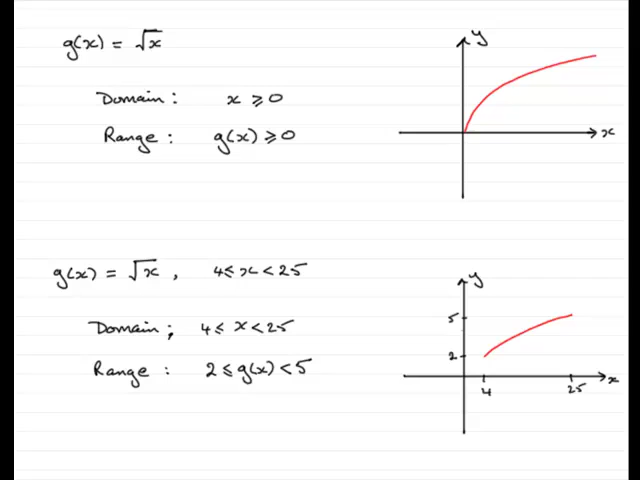 g(x) = √x
Domain : x ⩾ 0
Range : g(x) ⩾ 0
y
x
g(x) = √x , 4 ⩽ x < 25
Domain ; 4 ⩽ x < 25
Range : 2 ⩽ g(x) < 5
y
5
2
4
25
x